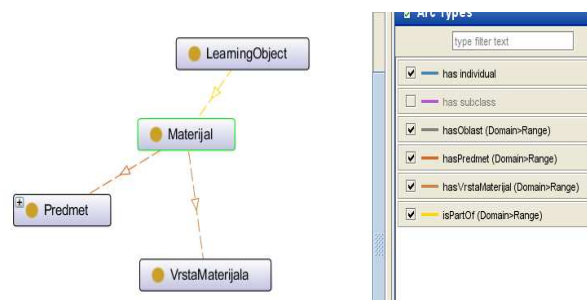 LearningObject
Materijal
Predmet
VrstaMaterijala
Arc Types
type filter text
has individual
has subclass
hasOblast (Domain>Range)
hasPredmet (Domain>Range)
hasVrstaMaterijal (Domain>Range)
isPartOf (Domain>Range)